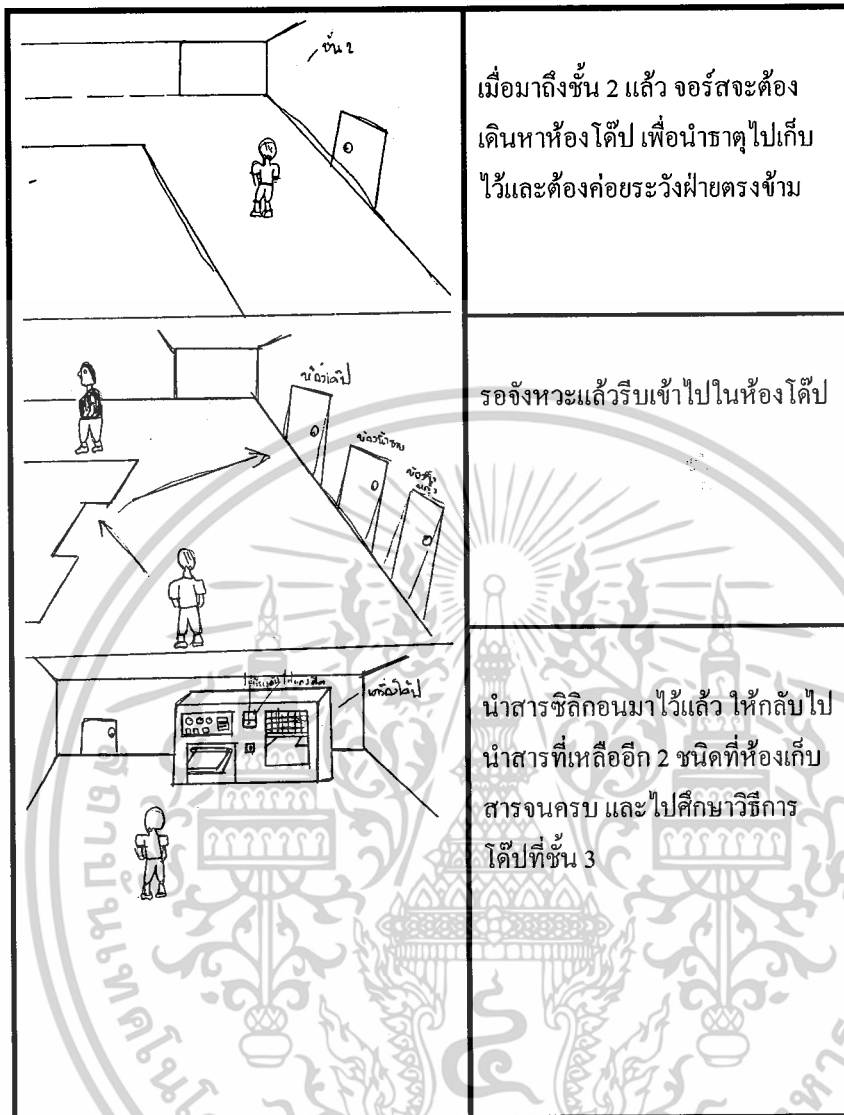 ชั้น 2
เมื่อมาถึงชั้น 2 แล้ว จอร์สจะต้อง
เดินหาห้องโด๊ป เพื่อนำธาตุไปเก็บ
ไว้และต้องค่อยระวังฝ่ายตรงข้าม
ห้องโด๊ป
รอจังหวะแล้วรีบเข้าไปในห้องโด๊ป
เครื่องโด๊ป
นำสารซิลิกอนมาไว้แล้ว ให้กลับไป
นำสารที่เหลืออีก 2 ชนิดที่ห้องเก็บ
สารจนครบ และไปศึกษาวิธีการ
โด๊ปที่ชั้น 3